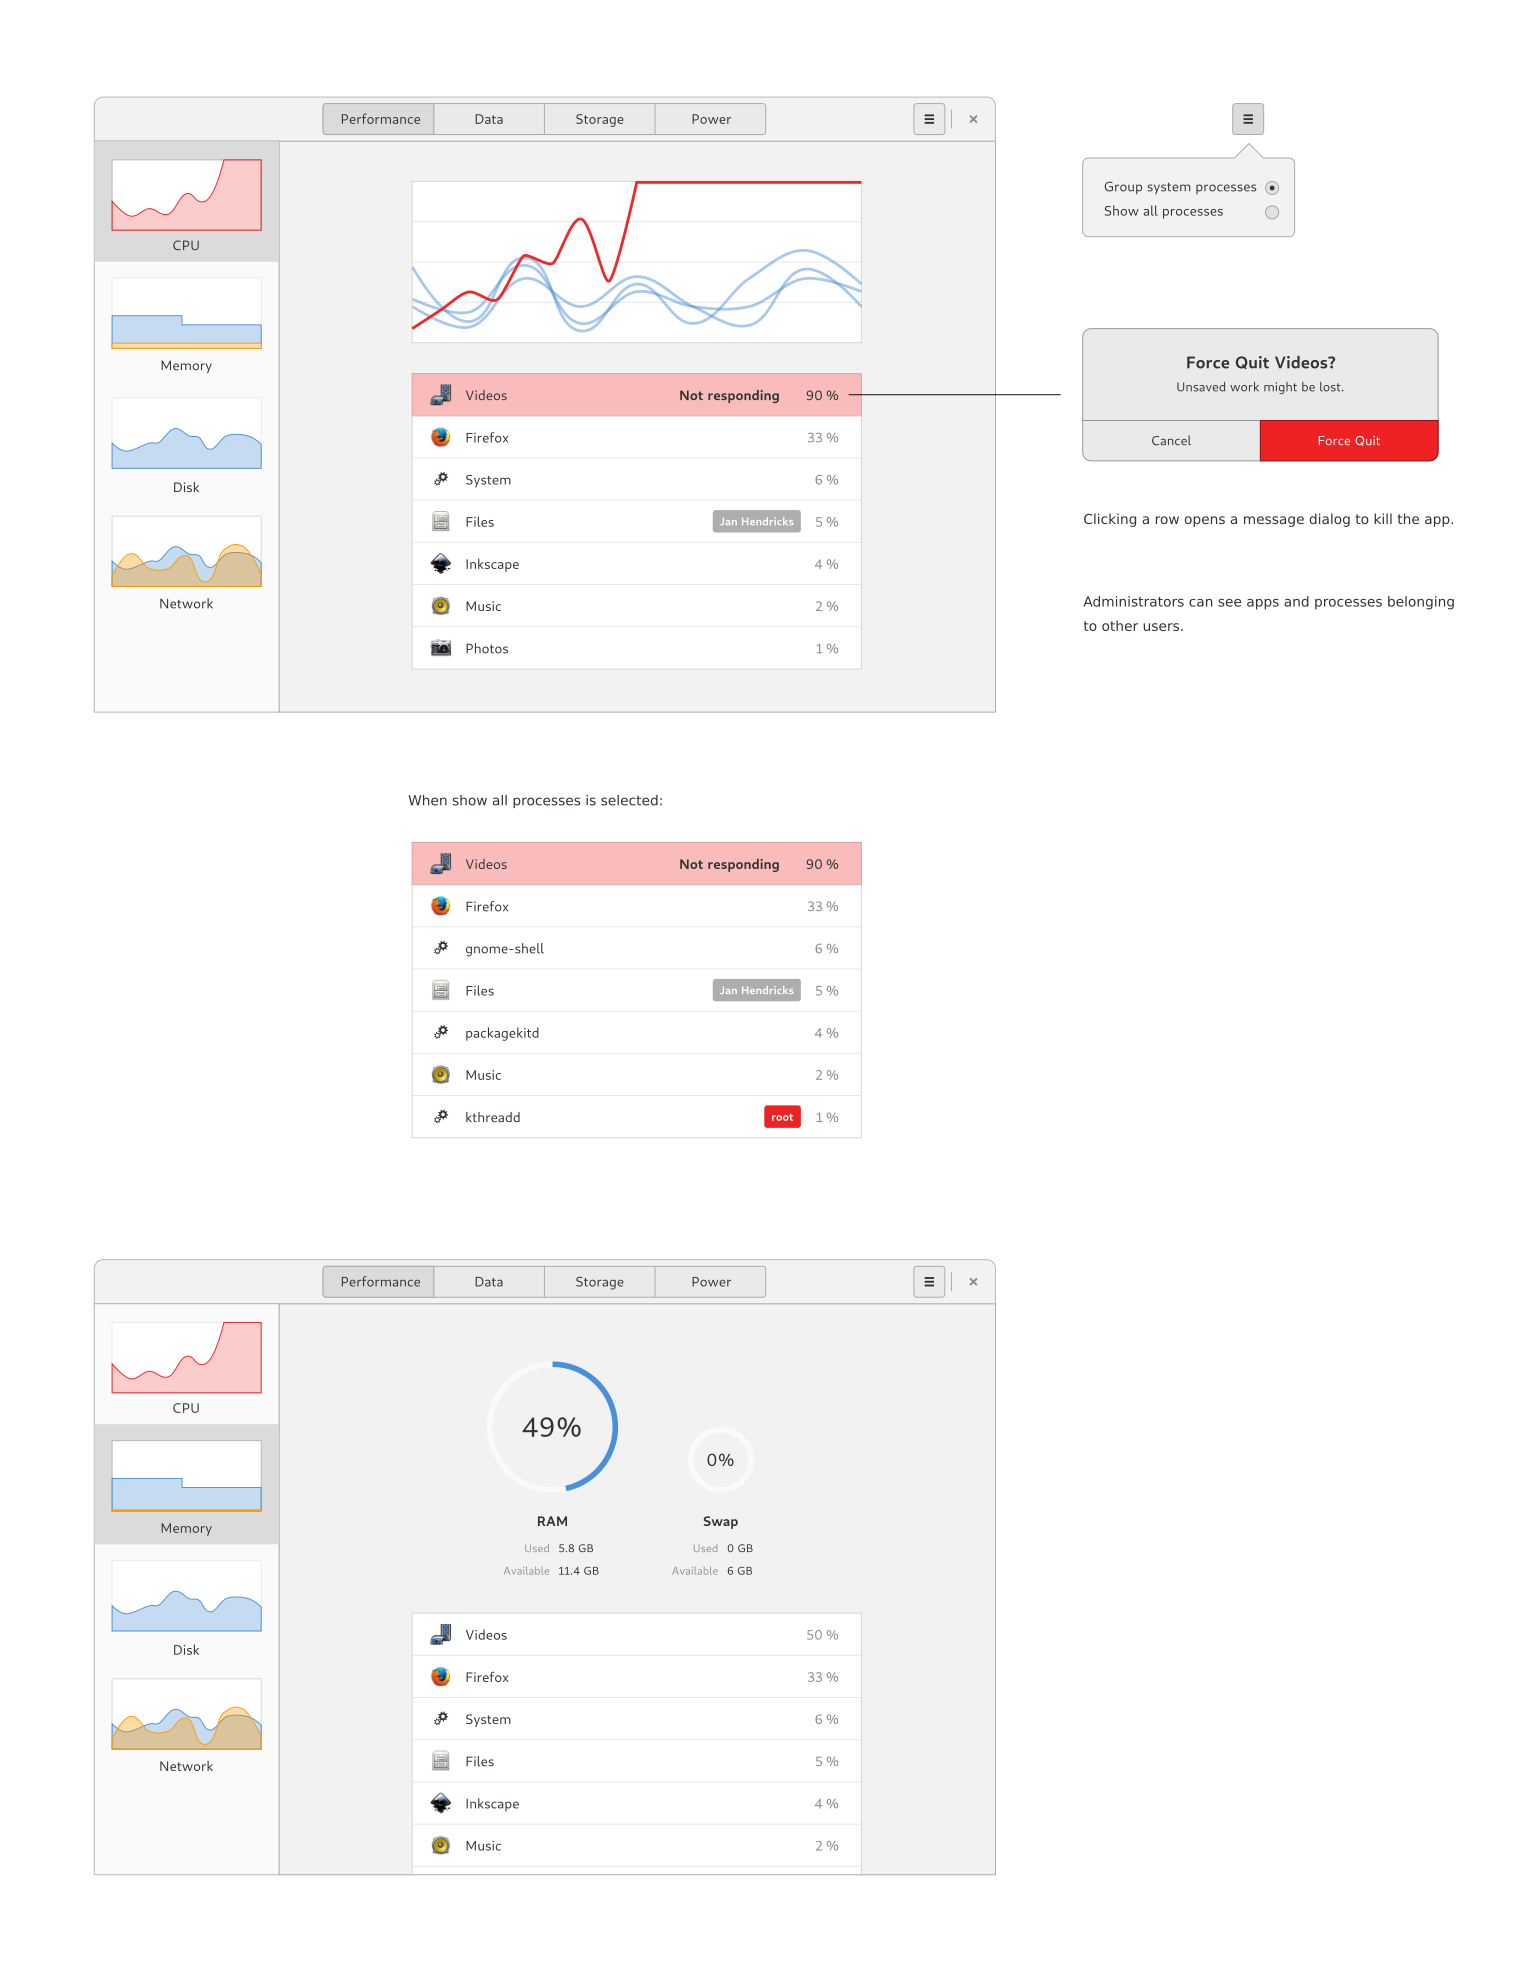 Performance Data Storage Power
CPU
Memory
Disk
Network
Videos Not responding 90 %
Firefox 33 %
System 6 %
Files Jan Hendricks 5 %
Inkscape 4 %
Music 2 %
Photos 1 %
Group system processes
Show all processes
Force Quit Videos?
Unsaved work might be lost.
Cancel Force Quit
Clicking a row opens a message dialog to kill the app.
Administrators can see apps and processes belonging
to other users.
When show all processes is selected:
Videos Not responding 90 %
Firefox 33 %
gnome-shell 6 %
Files Jan Hendricks 5 %
packagekitd 4 %
Music 2 %
kthreadd root 1 %
Performance Data Storage Power
CPU
Memory
Disk
Network
49% 0%
RAM Swap
Used 5.8 GB Used 0 GB
Available 11.4 GB Available 6 GB
Videos 50 %
Firefox 33 %
System 6 %
Files 5 %
Inkscape 4 %
Music 2 %